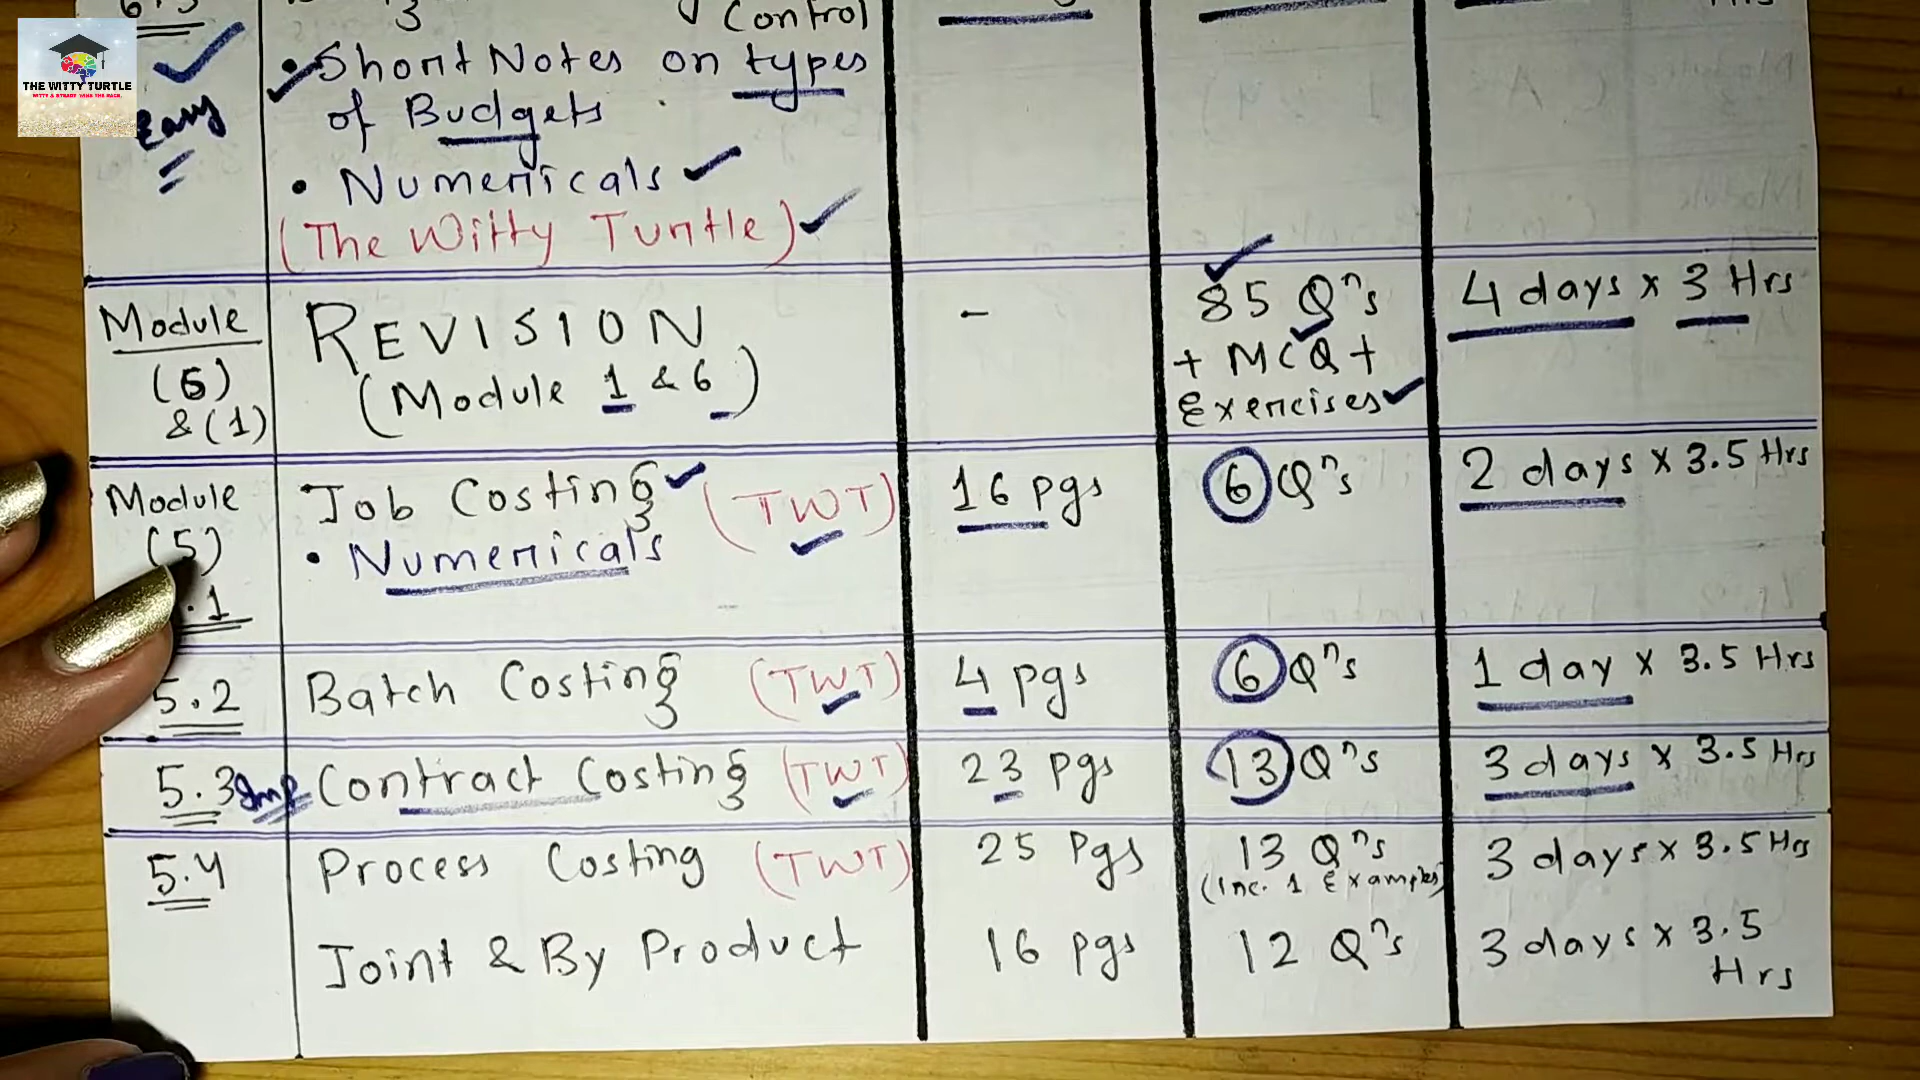 THE WITTY TURTLE
Control
Easy
• Short Notes on types
of Budgets
• Numericals
(The Witty Turtle)
Module
(6)
& (1)
REVISION
(Module 1 & 6)
-
85 Qns
+ MCQ +
Exercises
4 days x 3 Hrs
Module
(5)
.1
Job Costing (TWT)
• Numericals
16 pgs
6 Qns
2 days x 3.5 Hrs
5.2
Batch Costing (TWT)
4 pgs
6 Qns
1 day x 3.5 Hrs
5.3 Imp
Contract Costing (TWT)
23 pgs
13 Qns
3 days x 3.5 Hrs
5.4
Process Costing (TWT)
25 Pgs
13 Qns
(Inc. 1 Examples)
3 days x 3.5 Hrs
Joint & By Product
16 pgs
12 Qns
3 days x 3.5
Hrs